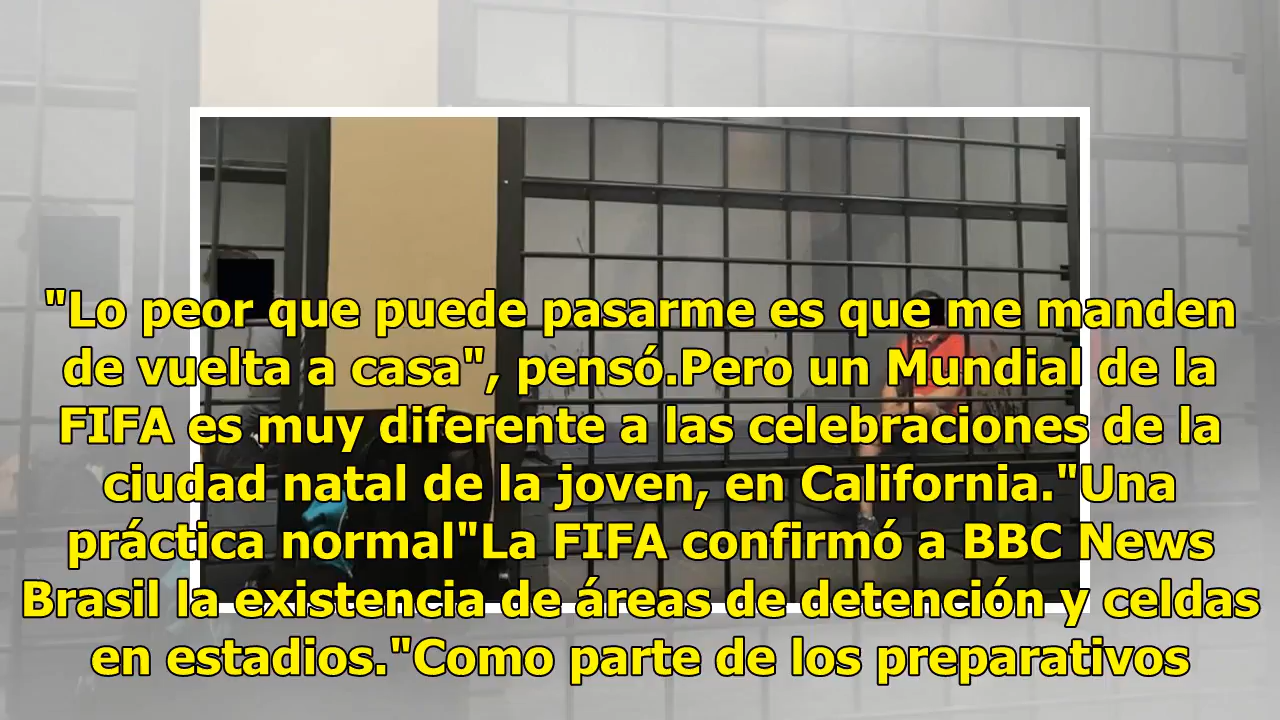 "Lo peor que puede pasarme es que me manden
de vuelta a casa", pensó.Pero un Mundial de la
FIFA es muy diferente a las celebraciones de la
ciudad natal de la joven, en California."Una
práctica normal"La FIFA confirmó a BBC News
Brasil la existencia de áreas de detención y celdas
en estadios."Como parte de los preparativos